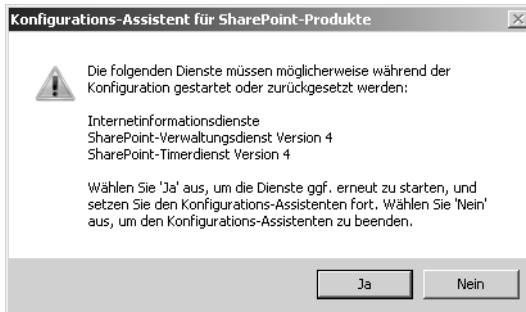 Konfigurations-Assistent für SharePoint-Produkte
Die folgenden Dienste müssen möglicherweise während der
Konfiguration gestartet oder zurückgesetzt werden:
Internetinformationsdienste
SharePoint-Verwaltungsdienst Version 4
SharePoint-Timerdienst Version 4
Wählen Sie 'Ja' aus, um die Dienste ggf. erneut zu starten, und
setzen Sie den Konfigurations-Assistenten fort. Wählen Sie 'Nein'
aus, um den Konfigurations-Assistenten zu beenden.
Ja Nein